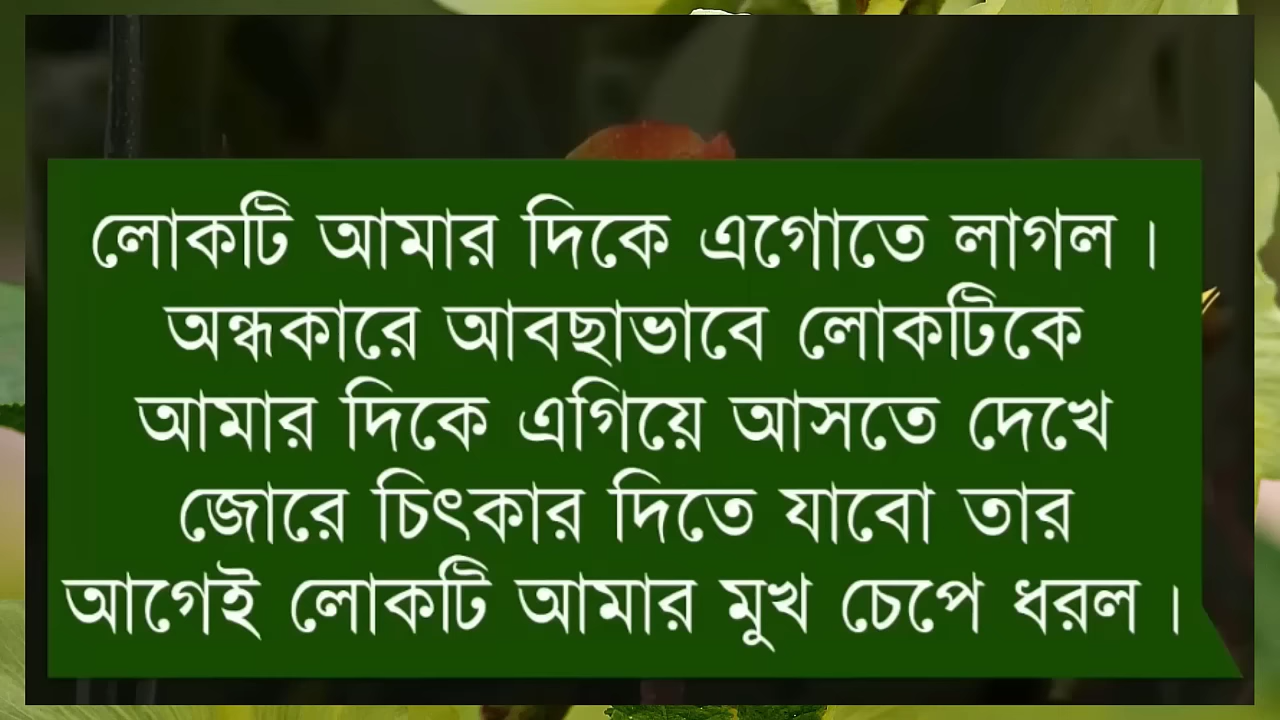 লোকটি আমার দিকে এগোতে লাগল ।
অন্ধকারে আবছাভাবে লোকটিকে
আমার দিকে এগিয়ে আসতে দেখে
জোরে চিৎকার দিতে যাবো তার
আগেই লোকটি আমার মুখ চেপে ধরল ।